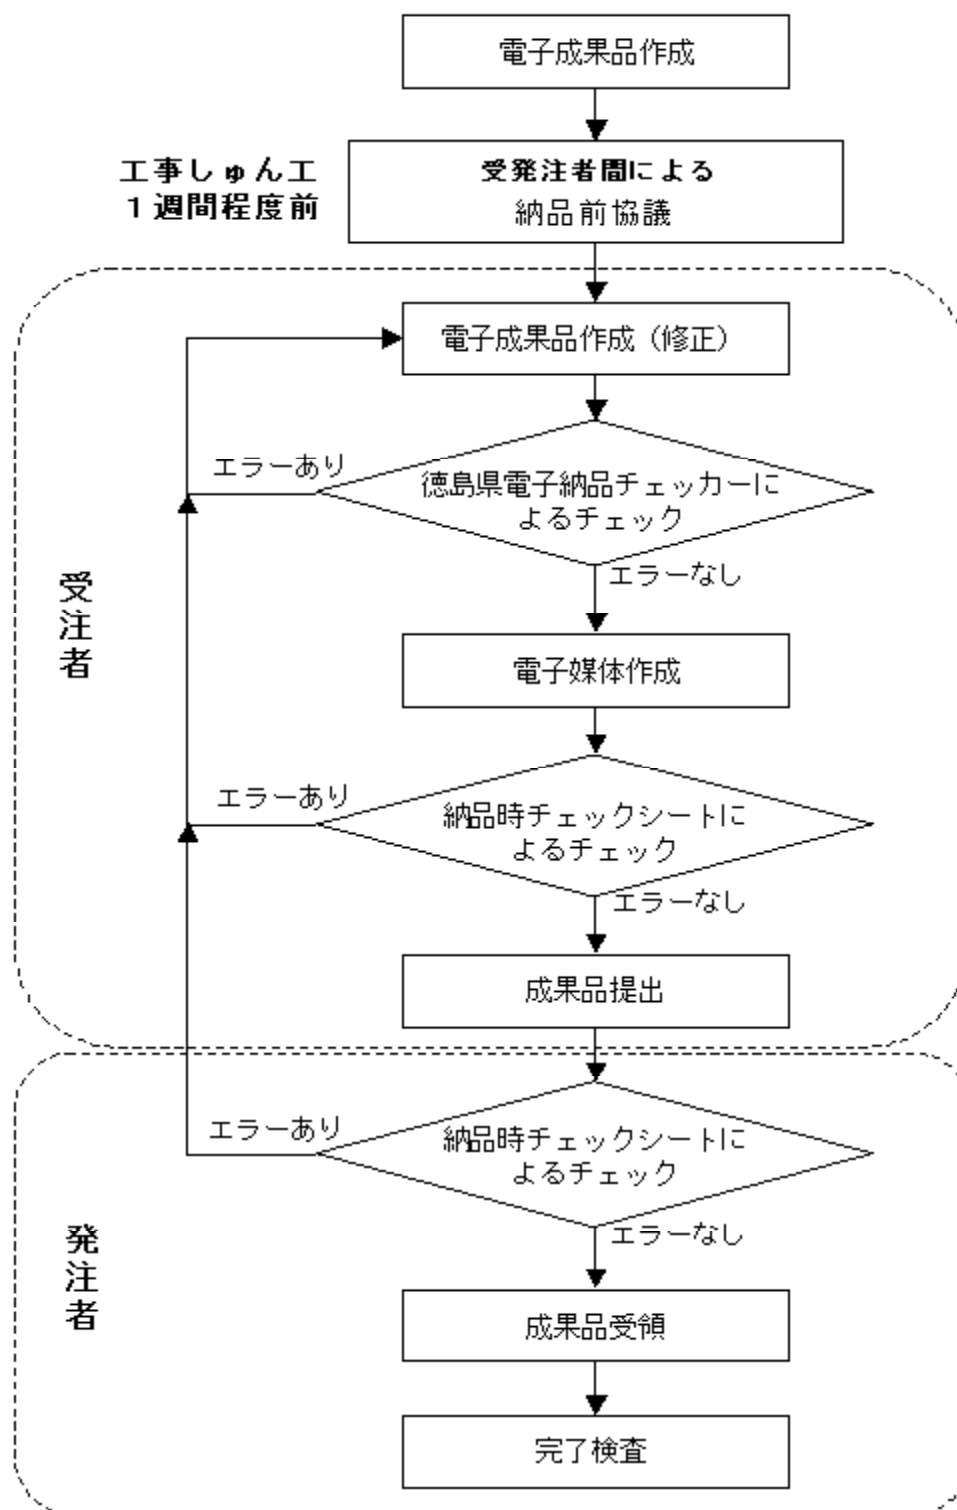 電子成果品作成
工事しゅん工
１週間程度前
受発注者間による
納品前協議
電子成果品作成（修正）
エラーあり
徳島県電子納品チェッカーに
よるチェック
エラーなし
受注者
電子媒体作成
エラーあり
納品時チェックシートに
よるチェック
エラーなし
成果品提出
エラーあり
納品時チェックシートに
よるチェック
エラーなし
発注者
成果品受領
完了検査